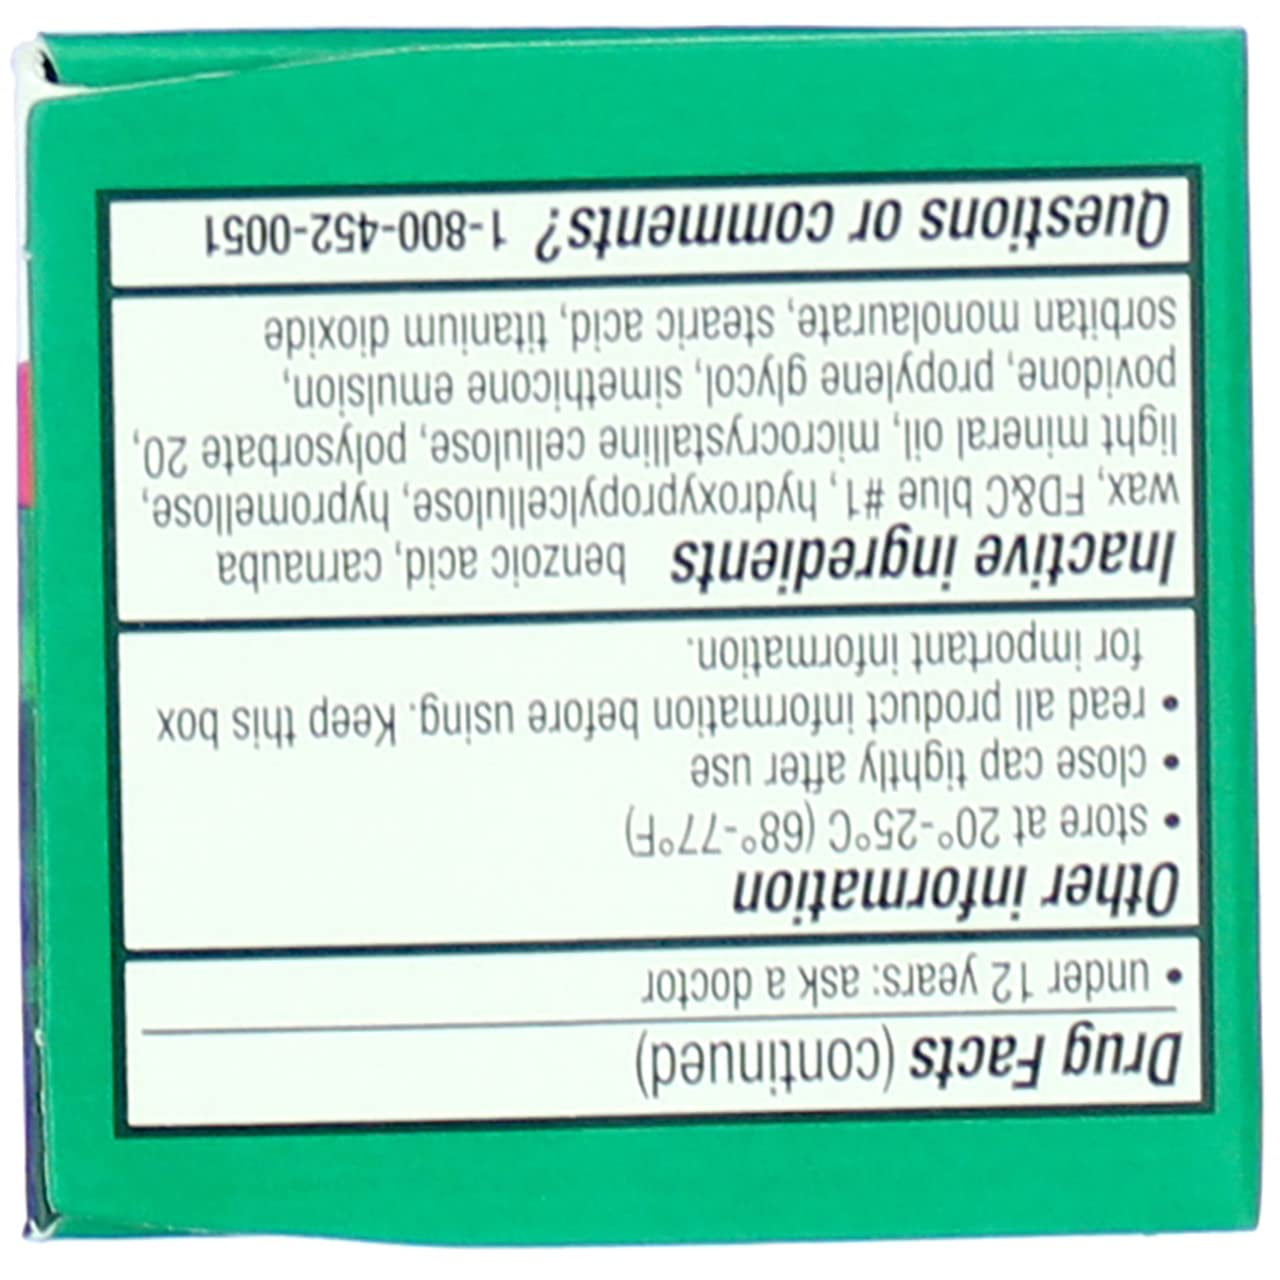 Drug Facts (continued)
• under 12 years: ask a doctor
Other information
• store at 20°-25°C (68°-77°F)
• close cap tightly after use
• read all product information before using. Keep this box
for important information.
Inactive ingredients benzoic acid, carnauba
wax, FD&C blue #1, hydroxypropylcellulose, hypromellose,
light mineral oil, microcrystalline cellulose, polysorbate 20,
povidone, propylene glycol, simethicone emulsion,
sorbitan monolaurate, stearic acid, titanium dioxide
Questions or comments? 1-800-452-0051